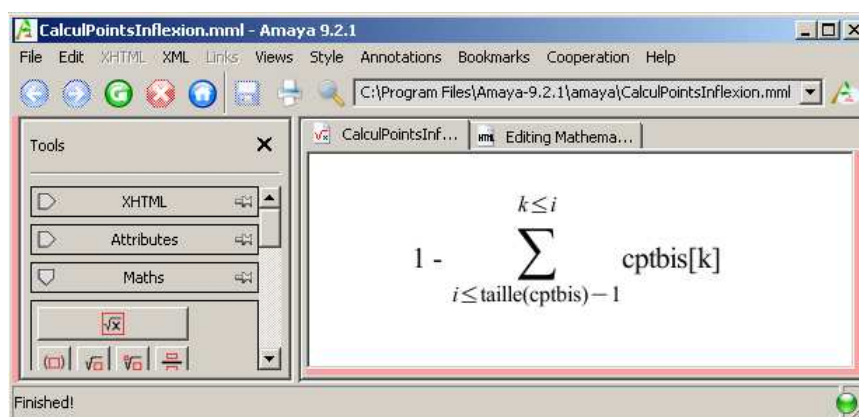 CalculPointsInflexion.mml - Amaya 9.2.1
File Edit XHTML XML Links Views Style Annotations Bookmarks Cooperation Help
C:\Program Files\Amaya-9.2.1\amaya\CalculPointsInflexion.mml
Tools
CalculPointsInf...
HTML Editing Mathema...
XHTML
Attributes
Maths
√x
k≤i
1 - ∑ cptbis[k]
i≤taille(cptbis)−1
Finished!